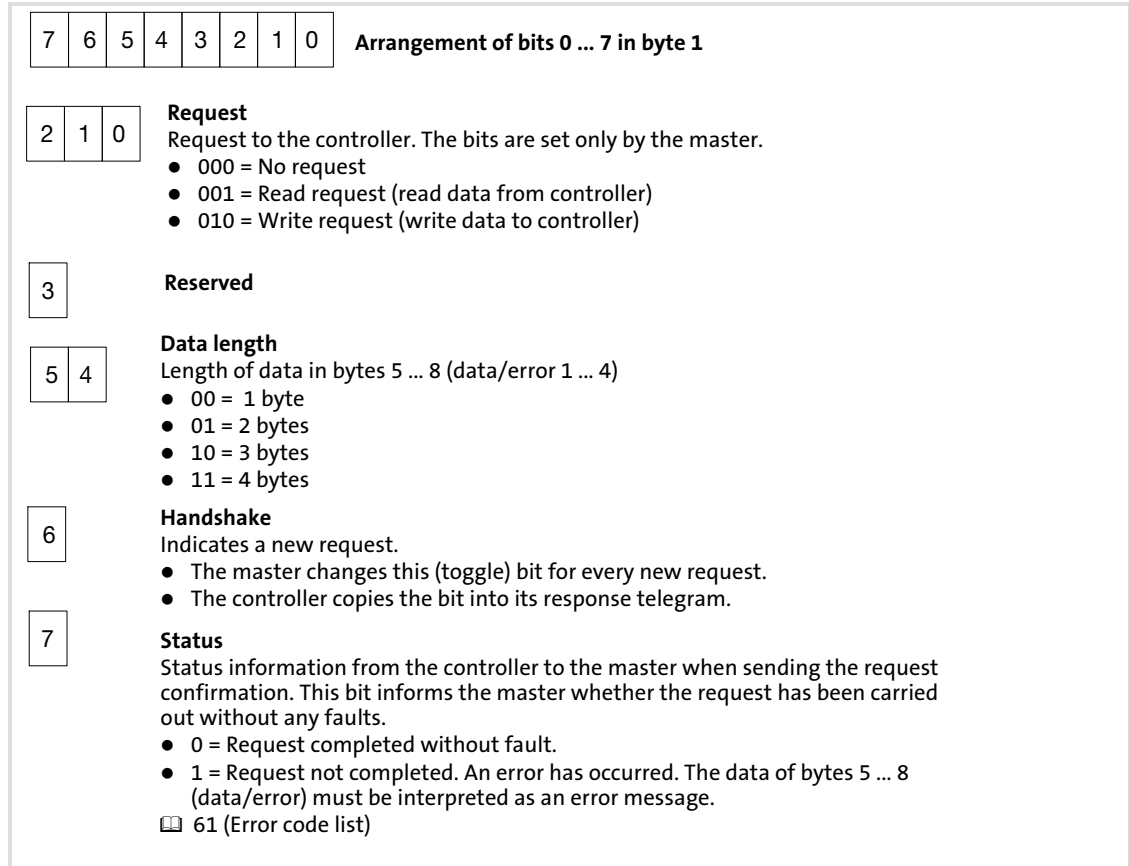 7 6 5 4 3 2 1 0 Arrangement of bits 0 ... 7 in byte 1
2 1 0
Request
Request to the controller. The bits are set only by the master.
● 000 = No request
● 001 = Read request (read data from controller)
● 010 = Write request (write data to controller)
3 Reserved
5 4
Data length
Length of data in bytes 5 ... 8 (data/error 1 ... 4)
● 00 = 1 byte
● 01 = 2 bytes
● 10 = 3 bytes
● 11 = 4 bytes
6
Handshake
Indicates a new request.
● The master changes this (toggle) bit for every new request.
● The controller copies the bit into its response telegram.
7
Status
Status information from the controller to the master when sending the request
confirmation. This bit informs the master whether the request has been carried
out without any faults.
● 0 = Request completed without fault.
● 1 = Request not completed. An error has occurred. The data of bytes 5 ... 8
(data/error) must be interpreted as an error message.
🕮 61 (Error code list)